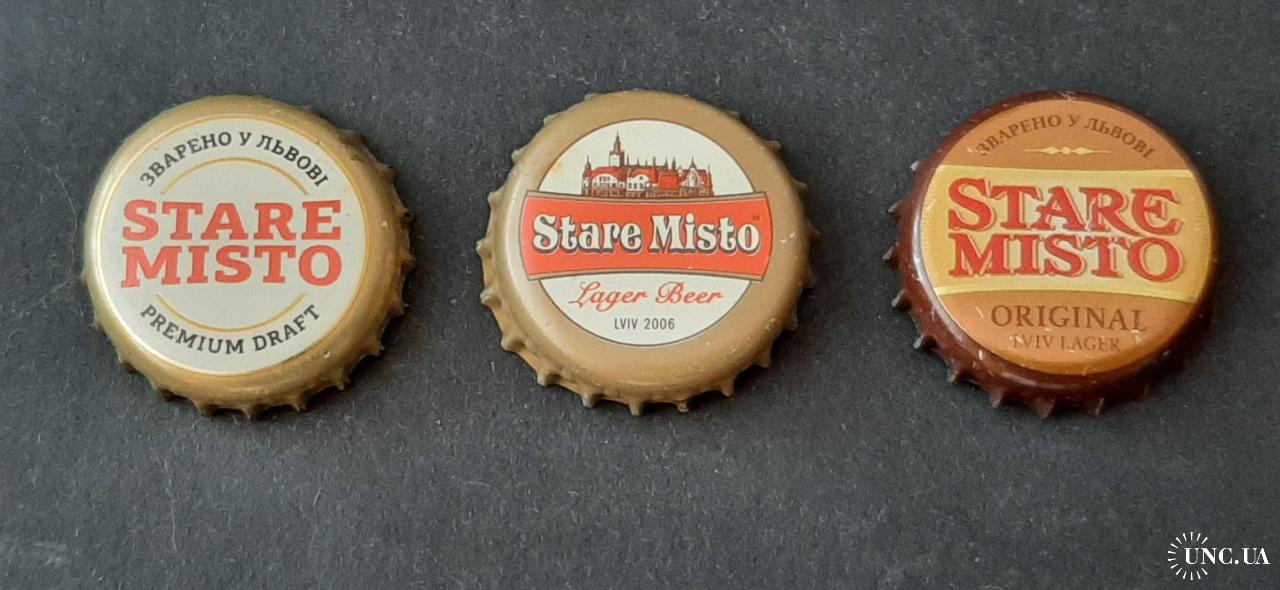 ЗВАРЕНО У ЛЬВОВІ
STARE
MISTO
PREMIUM DRAFT
Stare Misto™
Lager Beer
LVIV 2006
ЗВАРЕНО У ЛЬВОВІ
STARE
MISTO
ORIGINAL
LVIV LAGER
UNC.UA